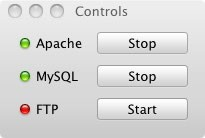 Controls
Apache Stop
MySQL Stop
FTP Start